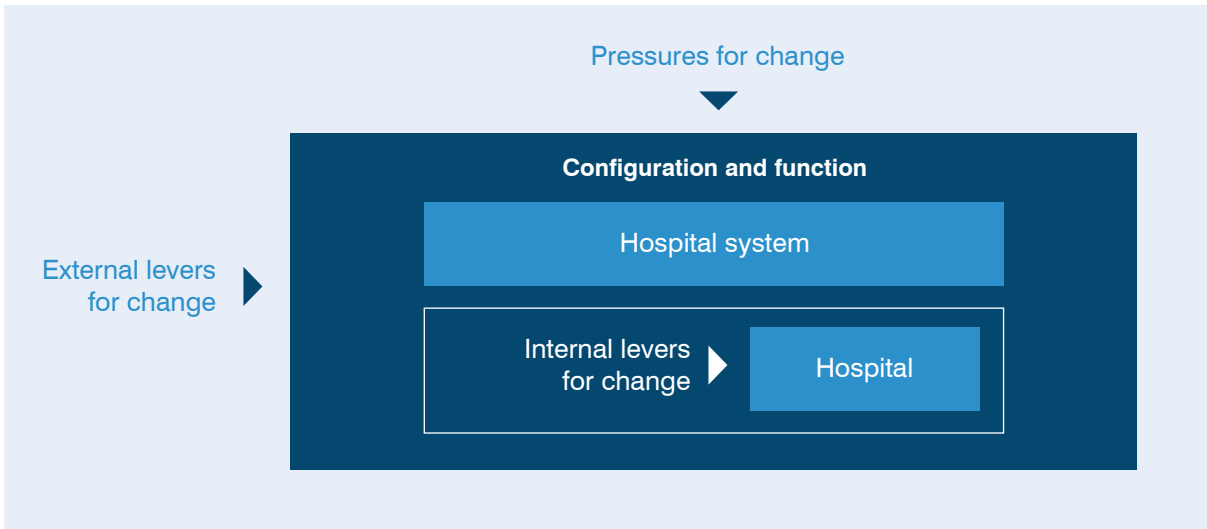 Pressures for change
Configuration and function
Hospital system
External levers
for change
Internal levers
for change
Hospital